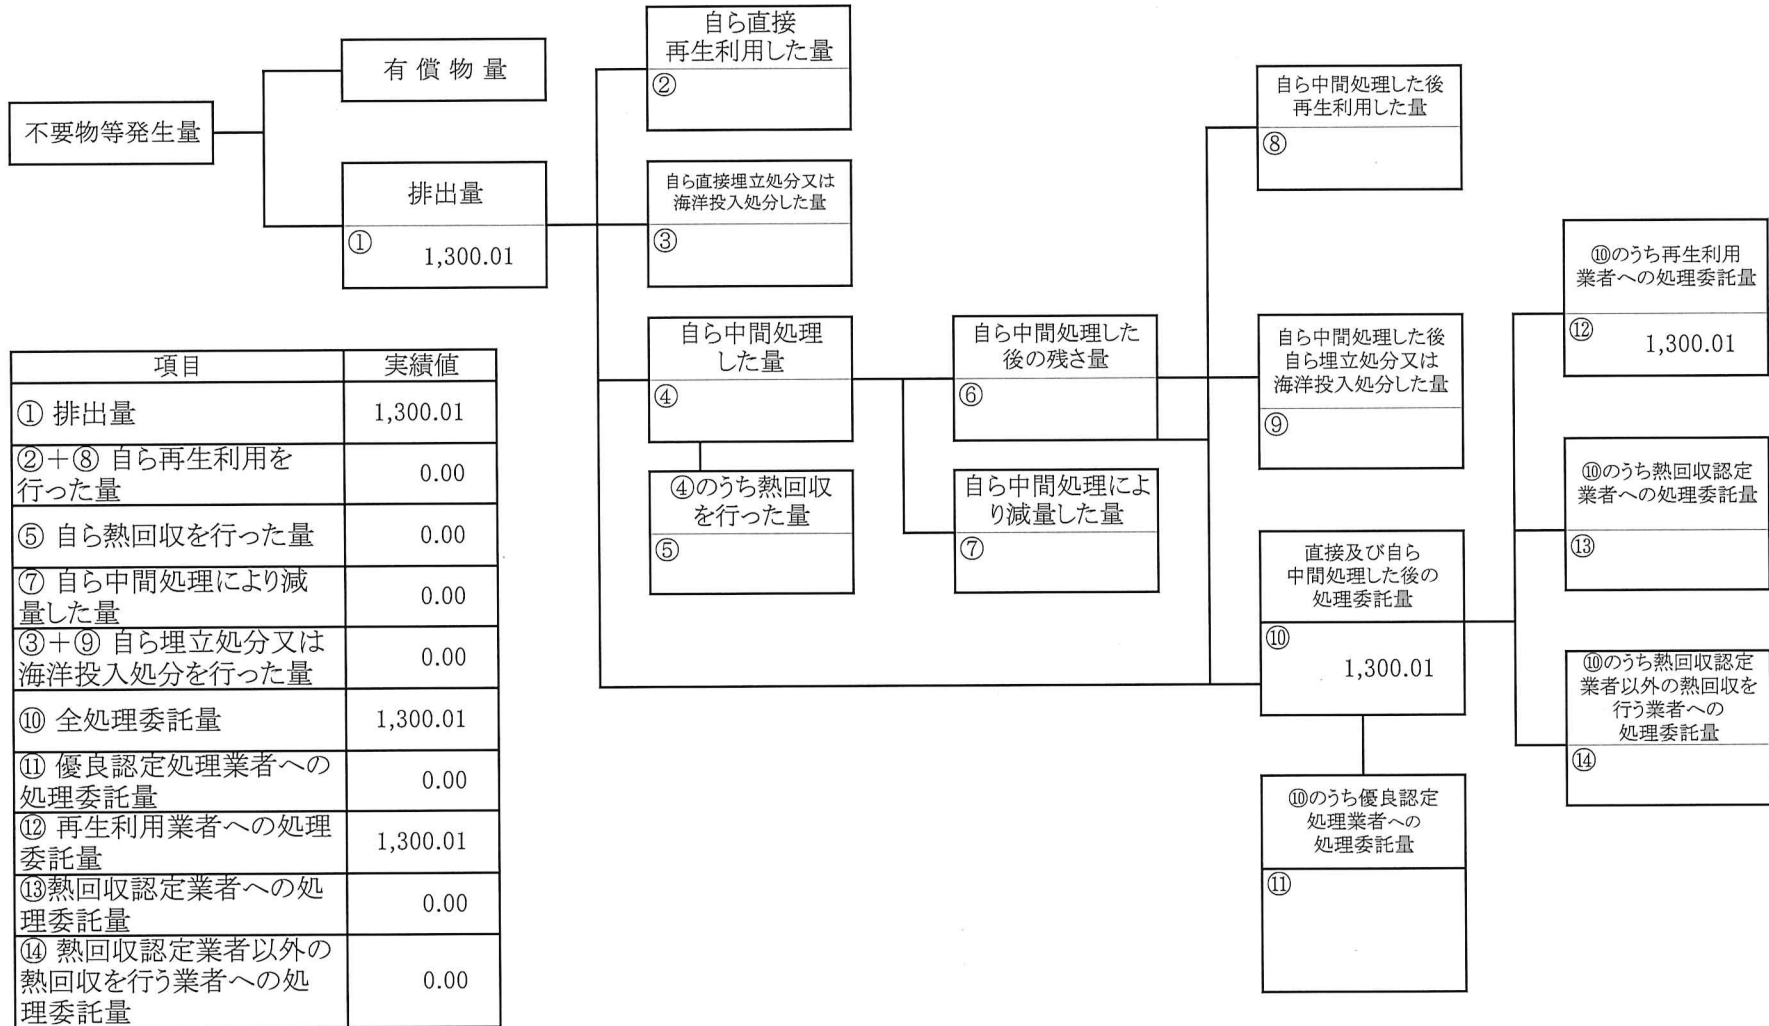 不要物等発生量
有償物量
排出量
①
1,300.01
自ら直接
再生利用した量
②
自ら直接埋立処分又は
海洋投入処分した量
③
自ら中間処理
した量
④
④のうち熱回収
を行った量
⑤
自ら中間処理した
後の残さ量
⑥
自ら中間処理によ
り減量した量
⑦
自ら中間処理した後
再生利用した量
⑧
自ら中間処理した後
自ら埋立処分又は
海洋投入処分した量
⑨
直接及び自ら
中間処理した後の
処理委託量
⑩
1,300.01
⑩のうち優良認定
処理業者への
処理委託量
⑪
⑩のうち再生利用
業者への処理委託量
⑫
1,300.01
⑩のうち熱回収認定
業者への処理委託量
⑬
⑩のうち熱回収認定
業者以外の熱回収を
行う業者への
処理委託量
⑭
項目 実績値
① 排出量 1,300.01
②+⑧ 自ら再生利用を
行った量 0.00
⑤ 自ら熱回収を行った量 0.00
⑦ 自ら中間処理により減
量した量 0.00
③+⑨ 自ら埋立処分又は
海洋投入処分を行った量 0.00
⑩ 全処理委託量 1,300.01
⑪ 優良認定処理業者への
処理委託量 0.00
⑫ 再生利用業者への処理
委託量 1,300.01
⑬熱回収認定業者への処
理委託量 0.00
⑭ 熱回収認定業者以外の
熱回収を行う業者への処
理委託量 0.00